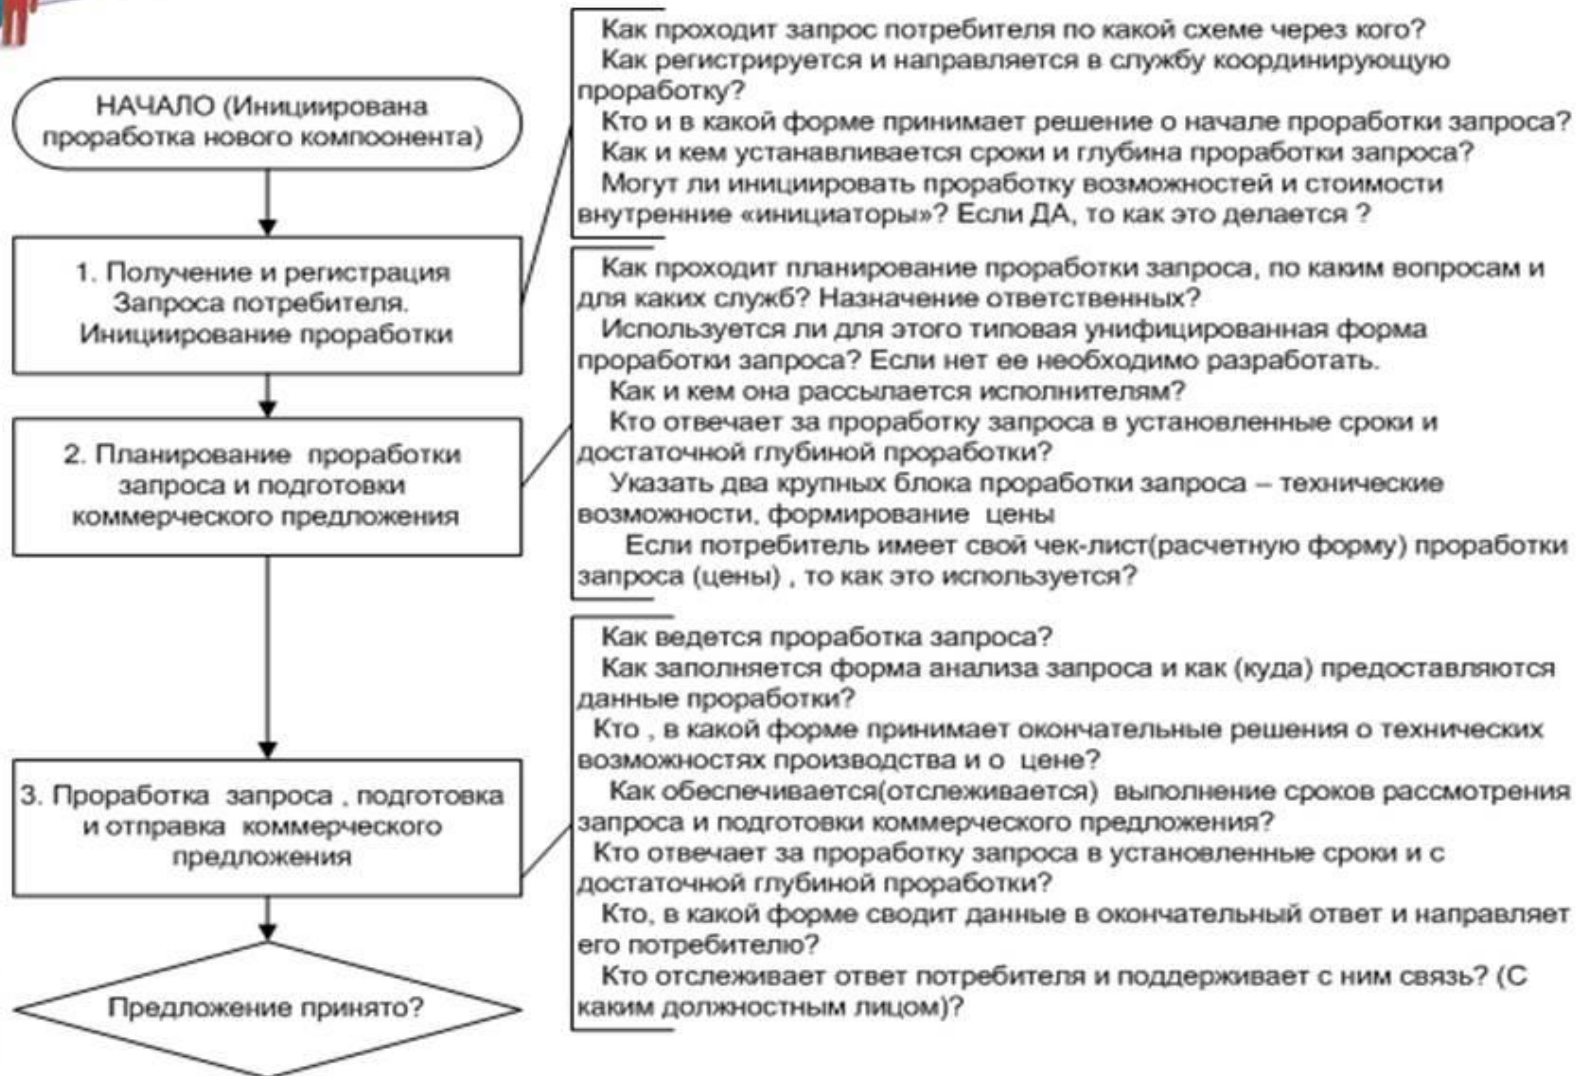 НАЧАЛО (Инициирована
проработка нового компоонента)
1. Получение и регистрация
Запроса потребителя.
Инициирование проработки
2. Планирование проработки
запроса и подготовки
коммерческого предложения
3. Проработка запроса , подготовка
и отправка коммерческого
предложения
Предложение принято?
Как проходит запрос потребителя по какой схеме через кого?
Как регистрируется и направляется в службу координирующую
проработку?
Кто и в какой форме принимает решение о начале проработки запроса?
Как и кем устанавливается сроки и глубина проработки запроса?
Могут ли инициировать проработку возможностей и стоимости
внутренние «инициаторы»? Если ДА, то как это делается ?
Как проходит планирование проработки запроса, по каким вопросам и
для каких служб? Назначение ответственных?
Используется ли для этого типовая унифицированная форма
проработки запроса? Если нет ее необходимо разработать.
Как и кем она рассылается исполнителям?
Кто отвечает за проработку запроса в установленные сроки и
достаточной глубиной проработки?
Указать два крупных блока проработки запроса – технические
возможности, формирование цены
Если потребитель имеет свой чек-лист(расчетную форму) проработки
запроса (цены) , то как это используется?
Как ведется проработка запроса?
Как заполняется форма анализа запроса и как (куда) предоставляются
данные проработки?
Кто , в какой форме принимает окончательные решения о технических
возможностях производства и о цене?
Как обеспечивается(отслеживается) выполнение сроков рассмотрения
запроса и подготовки коммерческого предложения?
Кто отвечает за проработку запроса в установленные сроки и с
достаточной глубиной проработки?
Кто, в какой форме сводит данные в окончательный ответ и направляет
его потребителю?
Кто отслеживает ответ потребителя и поддерживает с ним связь? (С
каким должностным лицом)?